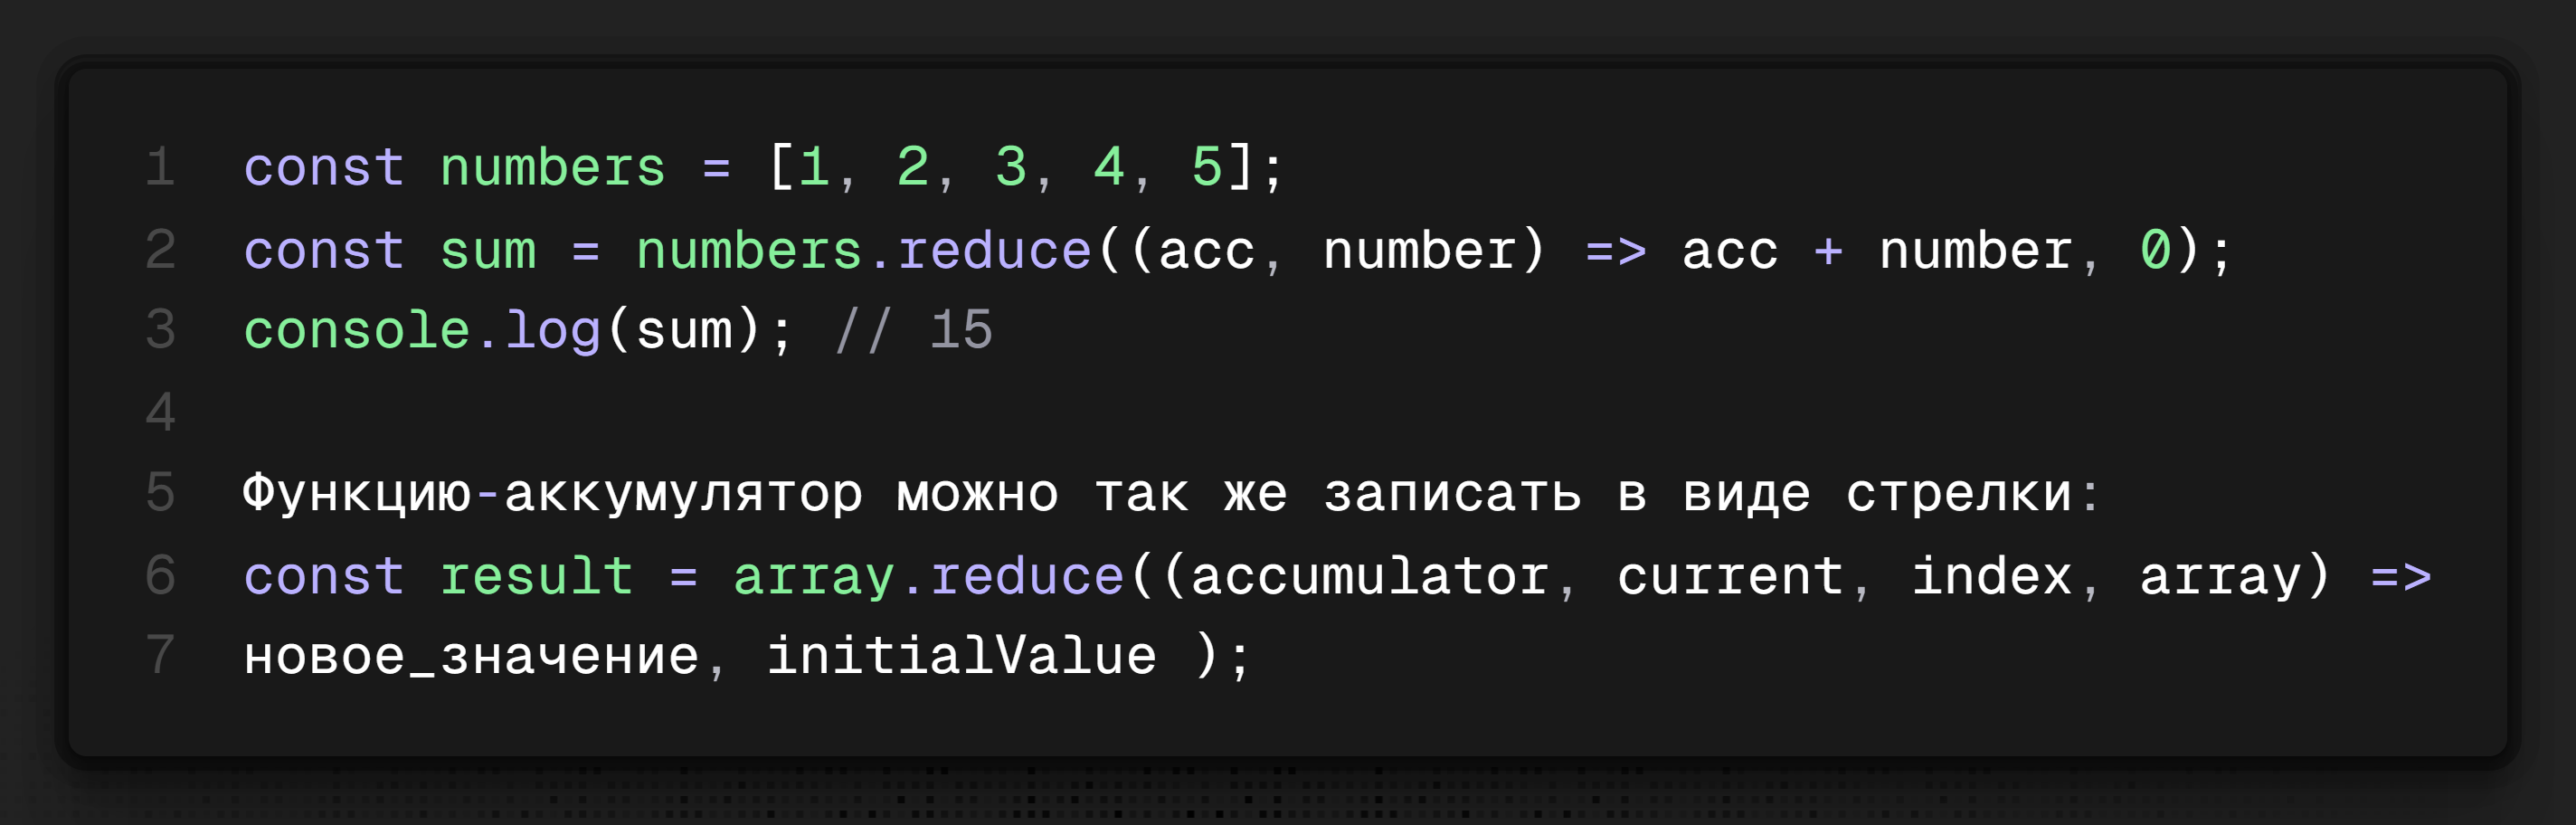 1 const numbers = [1, 2, 3, 4, 5];
2 const sum = numbers.reduce((acc, number) => acc + number, 0);
3 console.log(sum); // 15
4
5 Функцию-аккумулятор можно так же записать в виде стрелки:
6 const result = array.reduce((accumulator, current, index, array) =>
7 новое_значение, initialValue );